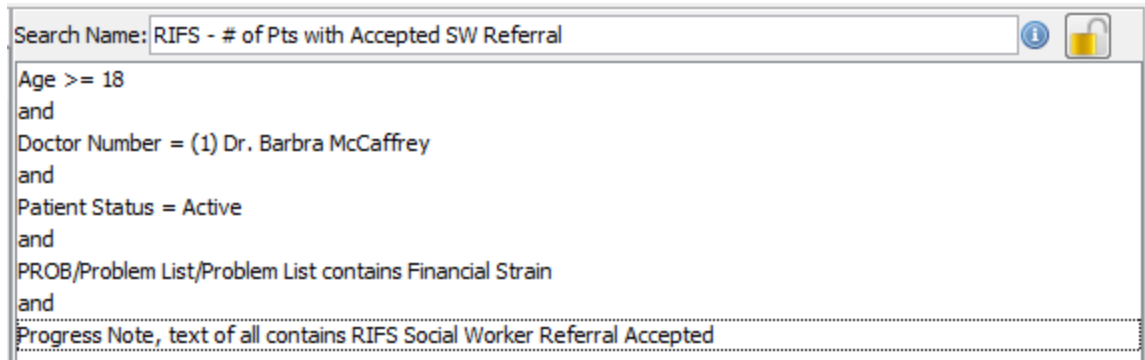 Search Name: RIFS - # of Pts with Accepted SW Referral
Age >= 18
and
Doctor Number = (1) Dr. Barbra McCaffrey
and
Patient Status = Active
and
PROB/Problem List/Problem List contains Financial Strain
and
Progress Note, text of all contains RIFS Social Worker Referral Accepted